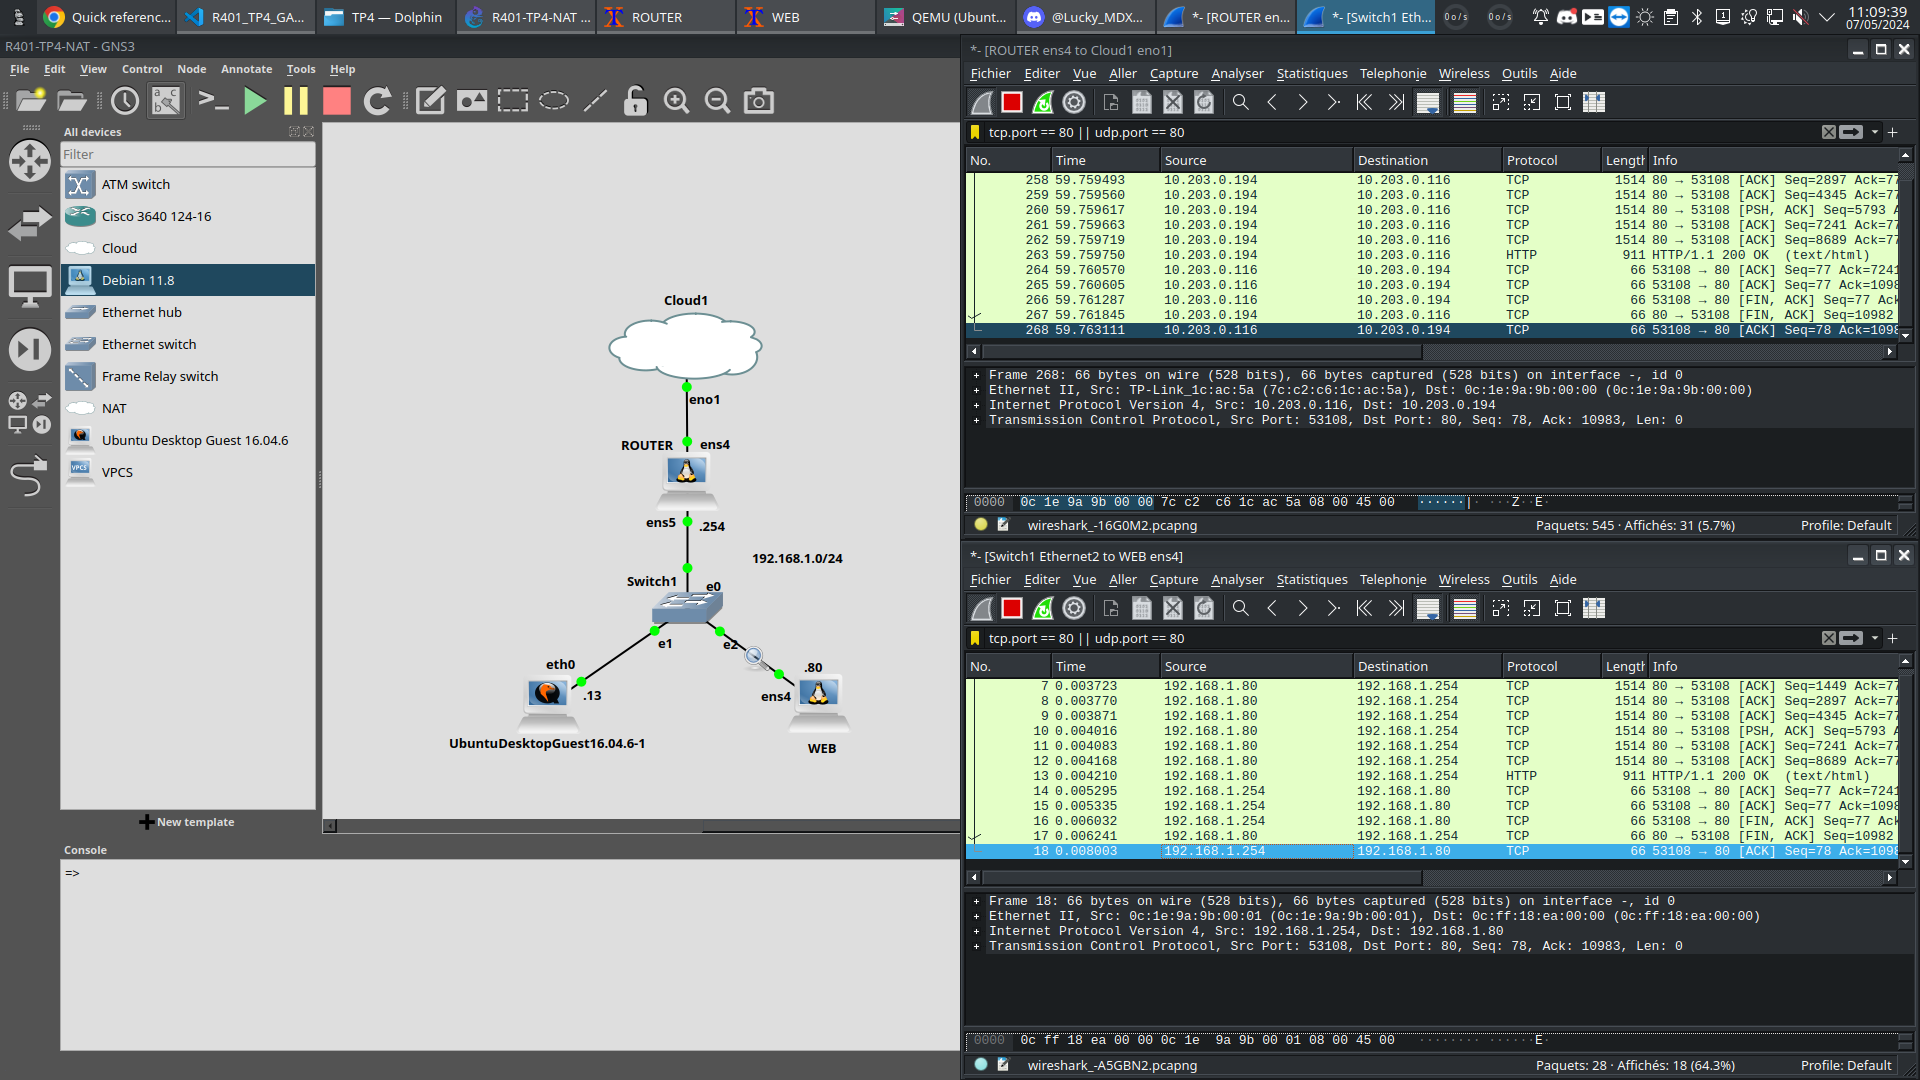 Quick referenc...
R401_TP4_GA...
TP4 — Dolphin
R401-TP4-NAT ...
ROUTER
WEB
QEMU (Ubunt...
@Lucky_MDX...
*- [ROUTER en...
*- [Switch1 Eth...
0 o / s
0 o / s
11:09:39
07/05/2024
R401-TP4-NAT - GNS3
File Edit View Control Node Annotate Tools Help
All devices
Filter
ATM switch
Cisco 3640 124-16
Cloud
Debian 11.8
Ethernet hub
Ethernet switch
Frame Relay switch
NAT
Ubuntu Desktop Guest 16.04.6
VPCS
New template
Cloud1
eno1
ROUTER ens4
ens5 .254
192.168.1.0/24
Switch1 e0
e1 e2
eth0 .80
.13 ens4
UbuntuDesktopGuest16.04.6-1
WEB
Console
=>
*- [ROUTER ens4 to Cloud1 eno1]
Fichier Editer Vue Aller Capture Analyser Statistiques Telephonie Wireless Outils Aide
tcp.port == 80 || udp.port == 80
No. Time Source Destination Protocol Length Info
258 59.759493 10.203.0.194 10.203.0.116 TCP 1514 80 → 53108 [ACK] Seq=2897 Ack=77
259 59.759560 10.203.0.194 10.203.0.116 TCP 1514 80 → 53108 [ACK] Seq=4345 Ack=77
260 59.759617 10.203.0.194 10.203.0.116 TCP 1514 80 → 53108 [PSH, ACK] Seq=5793 A
261 59.759663 10.203.0.194 10.203.0.116 TCP 1514 80 → 53108 [ACK] Seq=7241 Ack=77
262 59.759719 10.203.0.194 10.203.0.116 TCP 1514 80 → 53108 [ACK] Seq=8689 Ack=77
263 59.759750 10.203.0.194 10.203.0.116 HTTP 911 HTTP/1.1 200 OK (text/html)
264 59.760570 10.203.0.116 10.203.0.194 TCP 66 53108 → 80 [ACK] Seq=77 Ack=7241
265 59.760605 10.203.0.116 10.203.0.194 TCP 66 53108 → 80 [ACK] Seq=77 Ack=1098
266 59.761287 10.203.0.116 10.203.0.194 TCP 66 53108 → 80 [FIN, ACK] Seq=77 Ack
267 59.761845 10.203.0.194 10.203.0.116 TCP 66 80 → 53108 [FIN, ACK] Seq=10982
268 59.763111 10.203.0.116 10.203.0.194 TCP 66 53108 → 80 [ACK] Seq=78 Ack=1098
Frame 268: 66 bytes on wire (528 bits), 66 bytes captured (528 bits) on interface -, id 0
Ethernet II, Src: TP-Link_1c:ac:5a (7c:c2:c6:1c:ac:5a), Dst: 0c:1e:9a:9b:00:00 (0c:1e:9a:9b:00:00)
Internet Protocol Version 4, Src: 10.203.0.116, Dst: 10.203.0.194
Transmission Control Protocol, Src Port: 53108, Dst Port: 80, Seq: 78, Ack: 10983, Len: 0
0000 0c 1e 9a 9b 00 00 7c c2 c6 1c ac 5a 08 00 45 00 ······|· ···Z··E·
wireshark_-16G0M2.pcapng Paquets: 545 · Affichés: 31 (5.7%) Profile: Default
*- [Switch1 Ethernet2 to WEB ens4]
Fichier Editer Vue Aller Capture Analyser Statistiques Telephonie Wireless Outils Aide
tcp.port == 80 || udp.port == 80
No. Time Source Destination Protocol Length Info
7 0.003723 192.168.1.80 192.168.1.254 TCP 1514 80 → 53108 [ACK] Seq=1449 Ack=77
8 0.003770 192.168.1.80 192.168.1.254 TCP 1514 80 → 53108 [ACK] Seq=2897 Ack=77
9 0.003871 192.168.1.80 192.168.1.254 TCP 1514 80 → 53108 [ACK] Seq=4345 Ack=77
10 0.004016 192.168.1.80 192.168.1.254 TCP 1514 80 → 53108 [PSH, ACK] Seq=5793 A
11 0.004083 192.168.1.80 192.168.1.254 TCP 1514 80 → 53108 [ACK] Seq=7241 Ack=77
12 0.004168 192.168.1.80 192.168.1.254 TCP 1514 80 → 53108 [ACK] Seq=8689 Ack=77
13 0.004210 192.168.1.80 192.168.1.254 HTTP 911 HTTP/1.1 200 OK (text/html)
14 0.005295 192.168.1.254 192.168.1.80 TCP 66 53108 → 80 [ACK] Seq=77 Ack=7241
15 0.005335 192.168.1.254 192.168.1.80 TCP 66 53108 → 80 [ACK] Seq=77 Ack=1098
16 0.006032 192.168.1.254 192.168.1.80 TCP 66 53108 → 80 [FIN, ACK] Seq=77 Ack
17 0.006241 192.168.1.80 192.168.1.254 TCP 66 80 → 53108 [FIN, ACK] Seq=10982
18 0.008003 192.168.1.254 192.168.1.80 TCP 66 53108 → 80 [ACK] Seq=78 Ack=1098
Frame 18: 66 bytes on wire (528 bits), 66 bytes captured (528 bits) on interface -, id 0
Ethernet II, Src: 0c:1e:9a:9b:00:01 (0c:1e:9a:9b:00:01), Dst: 0c:ff:18:ea:00:00 (0c:ff:18:ea:00:00)
Internet Protocol Version 4, Src: 192.168.1.254, Dst: 192.168.1.80
Transmission Control Protocol, Src Port: 53108, Dst Port: 80, Seq: 78, Ack: 10983, Len: 0
0000 0c ff 18 ea 00 00 0c 1e 9a 9b 00 01 08 00 45 00 ········ ······E·
wireshark_-A5GBN2.pcapng Paquets: 28 · Affichés: 18 (64.3%) Profile: Default